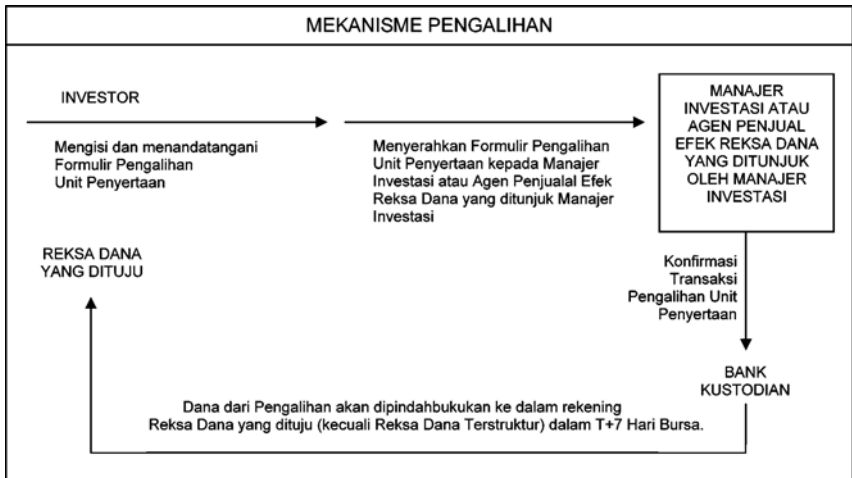 MEKANISME PENGALIHAN
INVESTOR
Mengisi dan menandatangani
Formulir Pengalihan
Unit Penyertaan
Menyerahkan Formulir Pengalihan
Unit Penyertaan kepada Manajer
Investasi atau Agen Penjualal Efek
Reksa Dana yang ditunjuk Manajer
Investasi
MANAJER
INVESTASI ATAU
AGEN PENJUAL
EFEK REKSA DANA
YANG DITUNJUK
OLEH MANAJER
INVESTASI
Konfirmasi
Transaksi
Pengalihan Unit
Penyertaan
BANK
KUSTODIAN
Dana dari Pengalihan akan dipindahbukukan ke dalam rekening
Reksa Dana yang dituju (kecuali Reksa Dana Terstruktur) dalam T+7 Hari Bursa.
REKSA DANA
YANG DITUJU